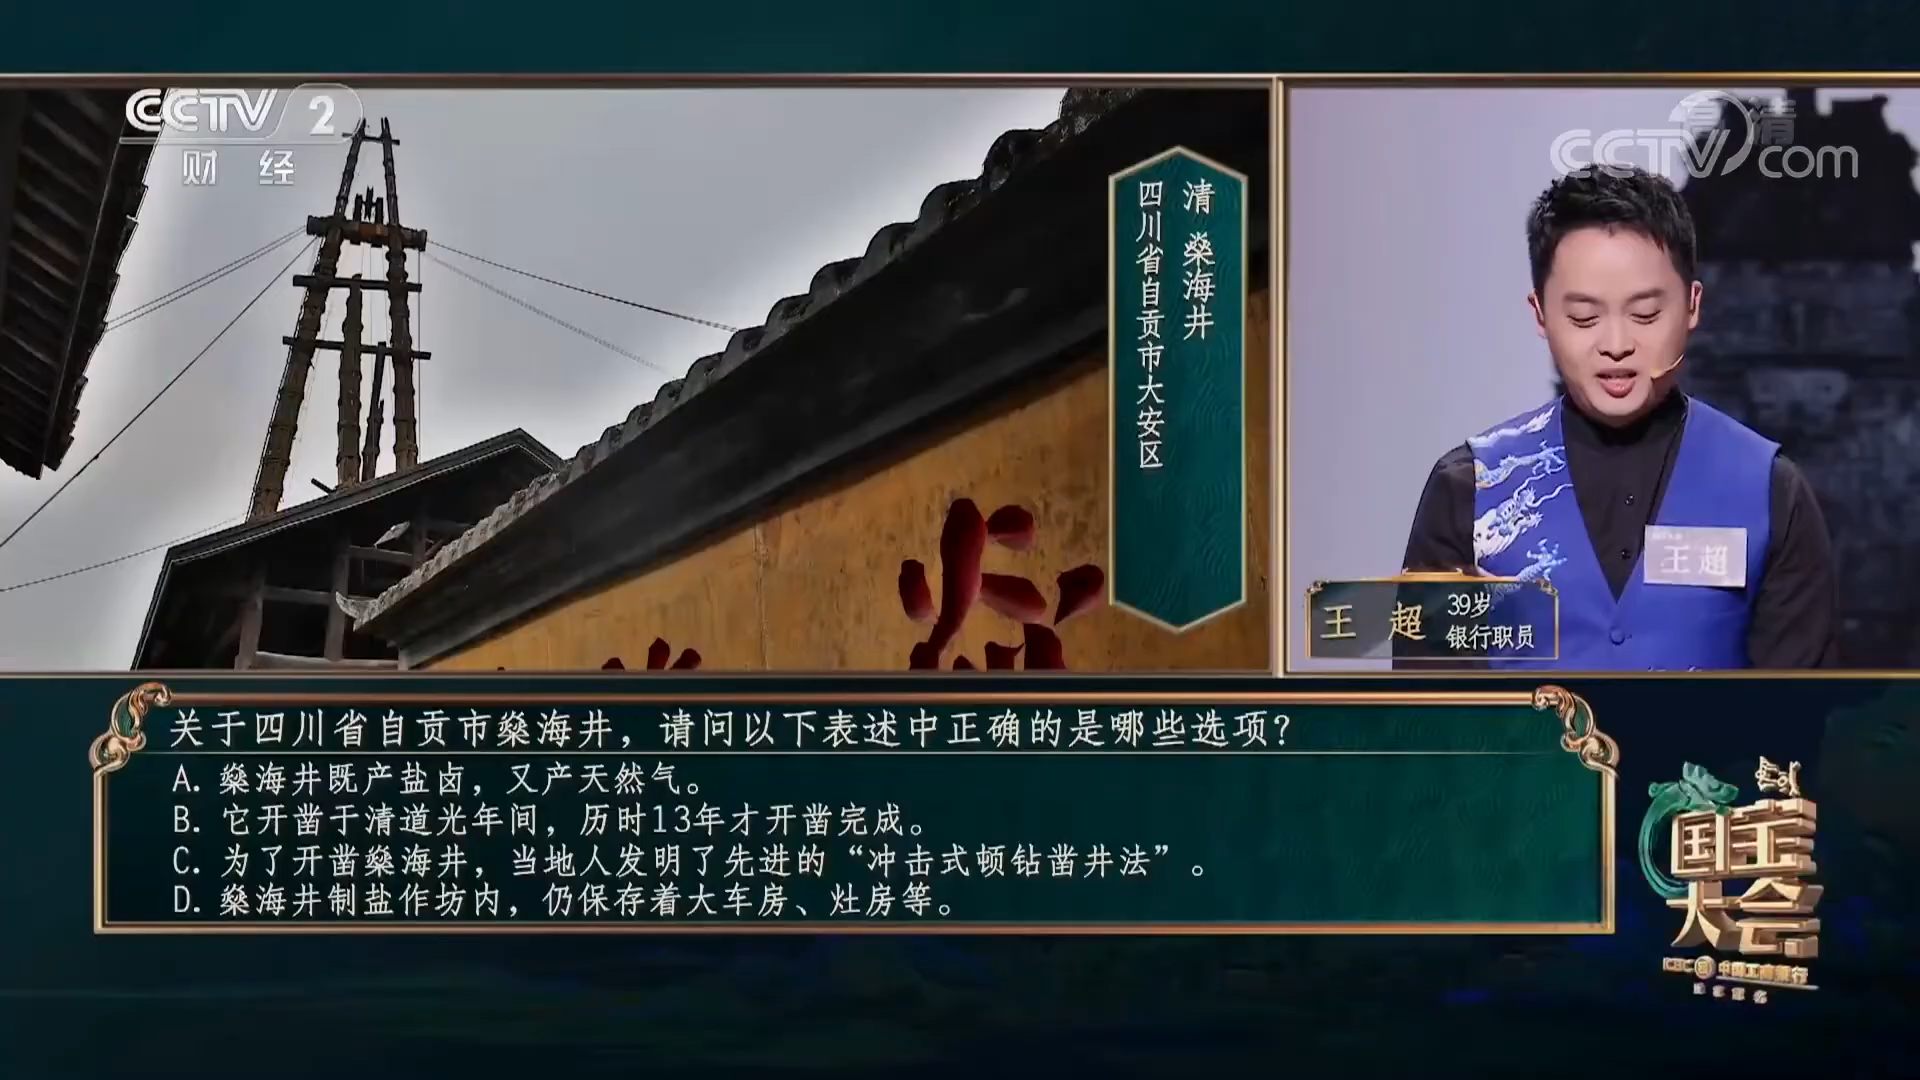 CCTV 2
财 经
高清
CCTV.com
清 燊海井
四川省自贡市大安区
王超
王 超
39岁
银行职员
关于四川省自贡市燊海井，请问以下表述中正确的是哪些选项？
A. 燊海井既产盐卤，又产天然气。
B. 它开凿于清道光年间，历时13年才开凿完成。
C. 为了开凿燊海井，当地人发明了先进的“冲击式顿钻凿井法”。
D. 燊海井制盐作坊内，仍保存着大车房、灶房等。
国宝
大会
ICBC 中国工商银行